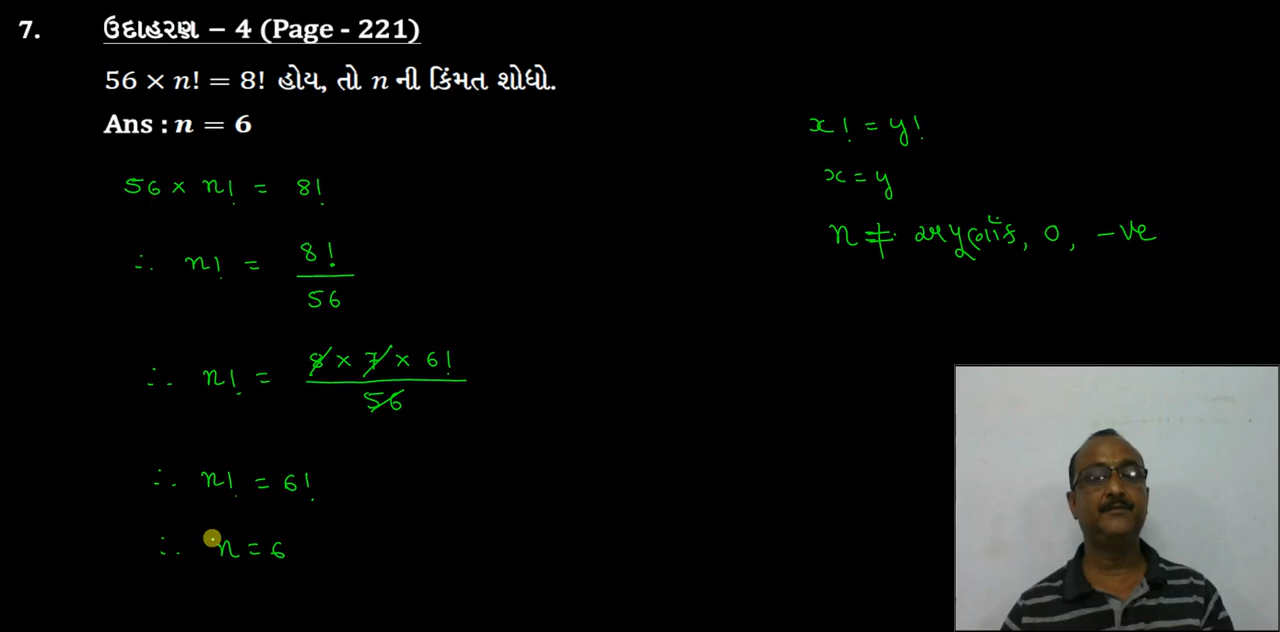 7. ઉદાહરણ – 4 (Page - 221)
56 × n! = 8! હોય, તો n ની કિંમત શોધો.
Ans : n = 6
56 × n! = 8!
∴ n! = 8! / 56
∴ n! = 8 × 7 × 6! / 56
∴ n! = 6!
∴ n = 6
x! = y!
x = y
n ≠ અપૂર્ણાંક, 0, -ve